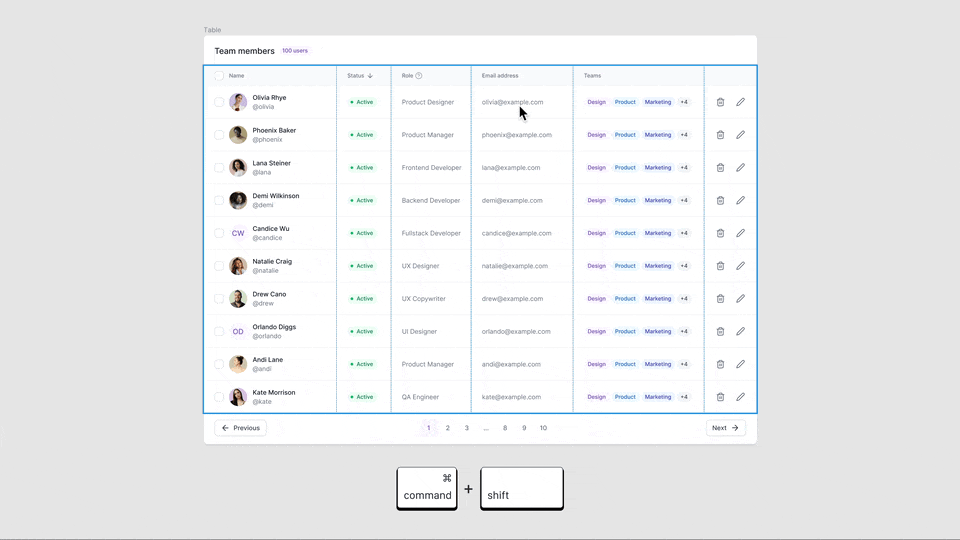 Table
Team members 100 users
Name Status Role Email address Teams
Olivia Rhye @olivia Active Product Designer olivia@example.com Design Product Marketing +4
Phoenix Baker @phoenix Active Product Manager phoenix@example.com Design Product Marketing +4
Lana Steiner @lana Active Frontend Developer lana@example.com Design Product Marketing +4
Demi Wilkinson @demi Active Backend Developer demi@example.com Design Product Marketing +4
CW Candice Wu @candice Active Fullstack Developer candice@example.com Design Product Marketing +4
Natalie Craig @natalie Active UX Designer natalie@example.com Design Product Marketing +4
Drew Cano @drew Active UX Copywriter drew@example.com Design Product Marketing +4
OD Orlando Diggs @orlando Active UI Designer orlando@example.com Design Product Marketing +4
Andi Lane @andi Active Product Manager andi@example.com Design Product Marketing +4
Kate Morrison @kate Active QA Engineer kate@example.com Design Product Marketing +4
← Previous 1 2 3 ... 8 9 10 Next →
⌘
command + shift